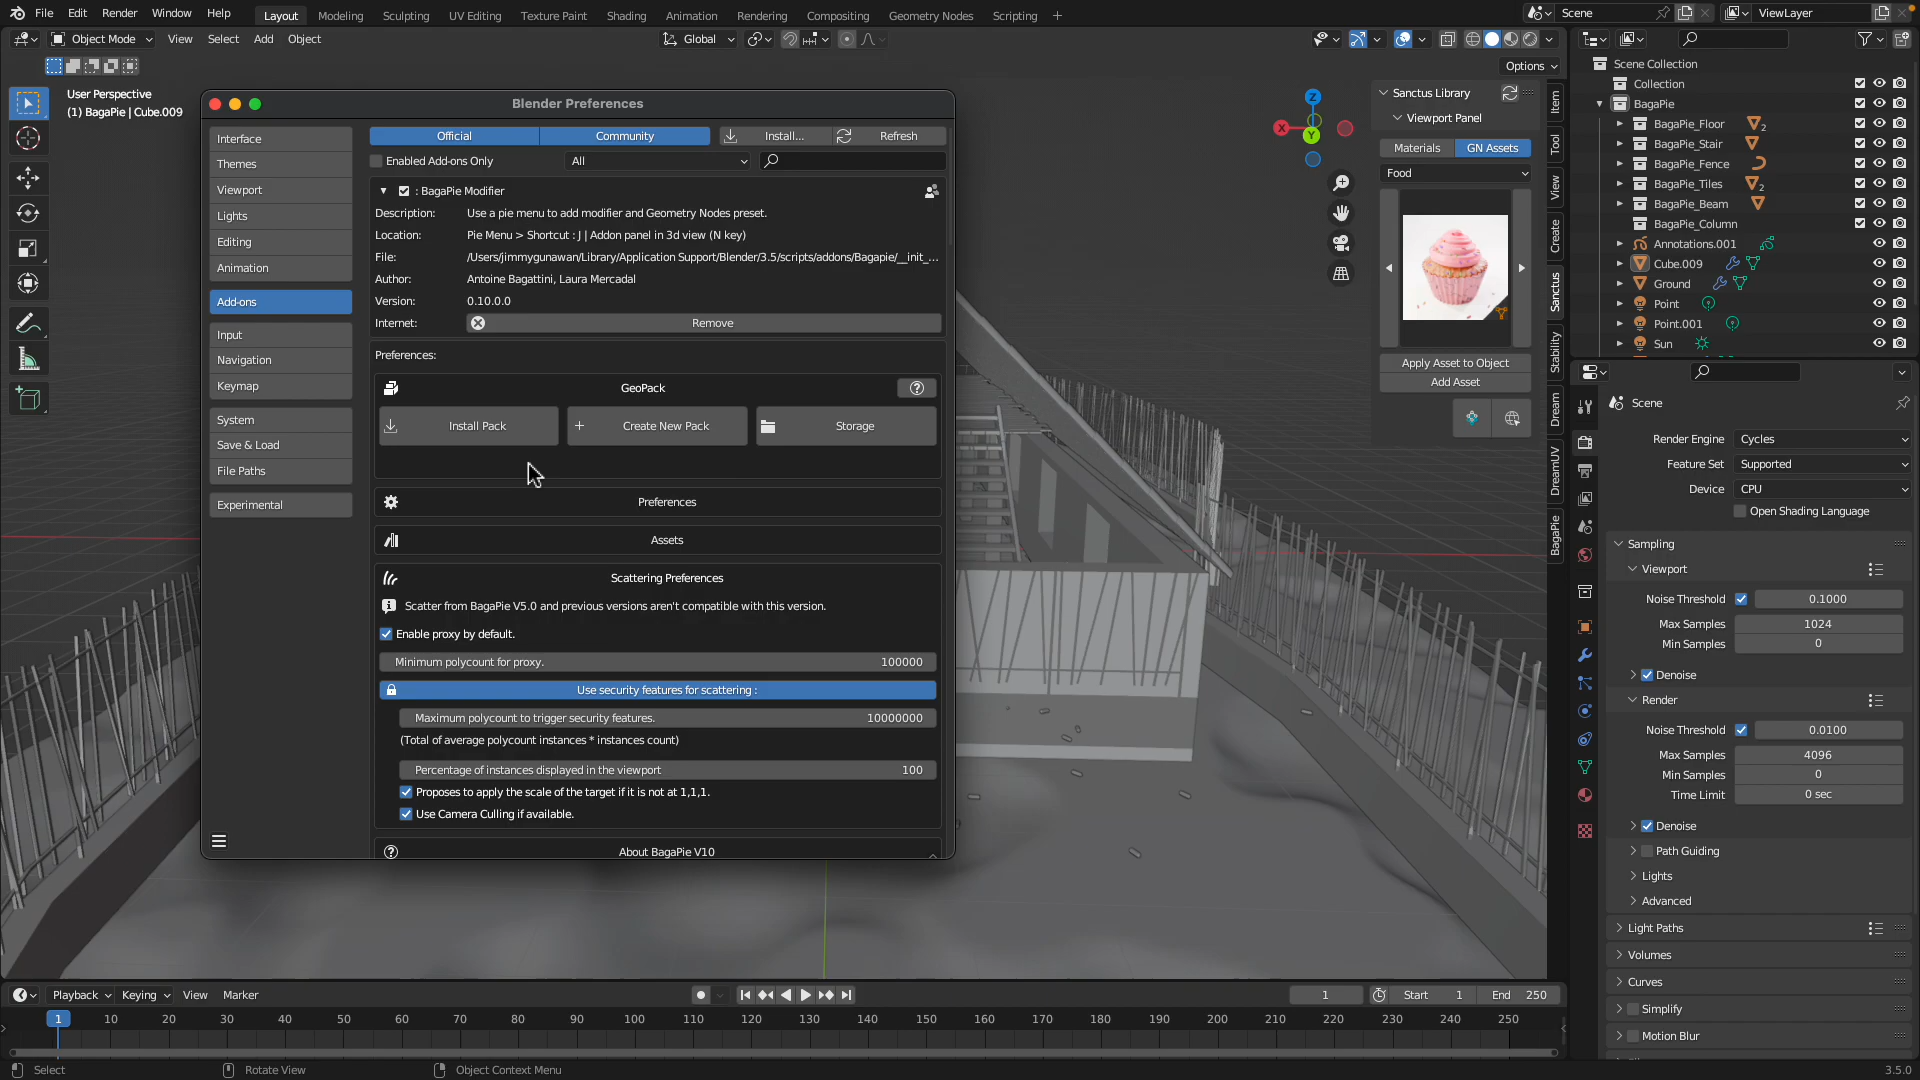 File Edit Render Window Help Layout Modeling Sculpting UV Editing Texture Paint Shading Animation Rendering Compositing Geometry Nodes Scripting Scene ViewLayer
Object Mode View Select Add Object Global
Options
User Perspective
(1) BagaPie | Cube.009
Blender Preferences
Interface
Themes
Viewport
Lights
Editing
Animation
Add-ons
Input
Navigation
Keymap
System
Save & Load
File Paths
Experimental
Official Community Install... Refresh
Enabled Add-ons Only All
: BagaPie Modifier
Description: Use a pie menu to add modifier and Geometry Nodes preset.
Location: Pie Menu > Shortcut : J | Addon panel in 3d view (N key)
File: /Users/jimmygunawan/Library/Application Support/Blender/3.5/scripts/addons/Bagapie/__init_...
Author: Antoine Bagattini, Laura Mercadal
Version: 0.10.0.0
Internet: Remove
Preferences:
GeoPack
Install Pack Create New Pack Storage
Preferences
Assets
Scattering Preferences
Scatter from BagaPie V5.0 and previous versions aren't compatible with this version.
Enable proxy by default.
Minimum polycount for proxy. 100000
Use security features for scattering :
Maximum polycount to trigger security features. 10000000
(Total of average polycount instances * instances count)
Percentage of instances displayed in the viewport 100
Proposes to apply the scale of the target if it is not at 1,1,1.
Use Camera Culling if available.
About BagaPie V10
Z
X
Y
Sanctus Library
Viewport Panel
Materials GN Assets
Food
Apply Asset to Object
Add Asset
Item
Tool
View
Create
Sanctus
Stability
Dream
DreamUV
BagaPie
Scene Collection
Collection
BagaPie
BagaPie_Floor 2
BagaPie_Stair
BagaPie_Fence
BagaPie_Tiles 2
BagaPie_Beam
BagaPie_Column
Annotations.001
Cube.009
Ground
Point
Point.001
Sun
Scene
Render Engine Cycles
Feature Set Supported
Device CPU
Open Shading Language
Sampling
Viewport
Noise Threshold 0.1000
Max Samples 1024
Min Samples 0
Denoise
Render
Noise Threshold 0.0100
Max Samples 4096
Min Samples 0
Time Limit 0 sec
Denoise
Path Guiding
Lights
Advanced
Light Paths
Volumes
Curves
Simplify
Motion Blur
Playback Keying View Marker 1 Start 1 End 250
1 10 20 30 40 50 60 70 80 90 100 110 120 130 140 150 160 170 180 190 200 210 220 230 240 250
Select Rotate View Object Context Menu 3.5.0